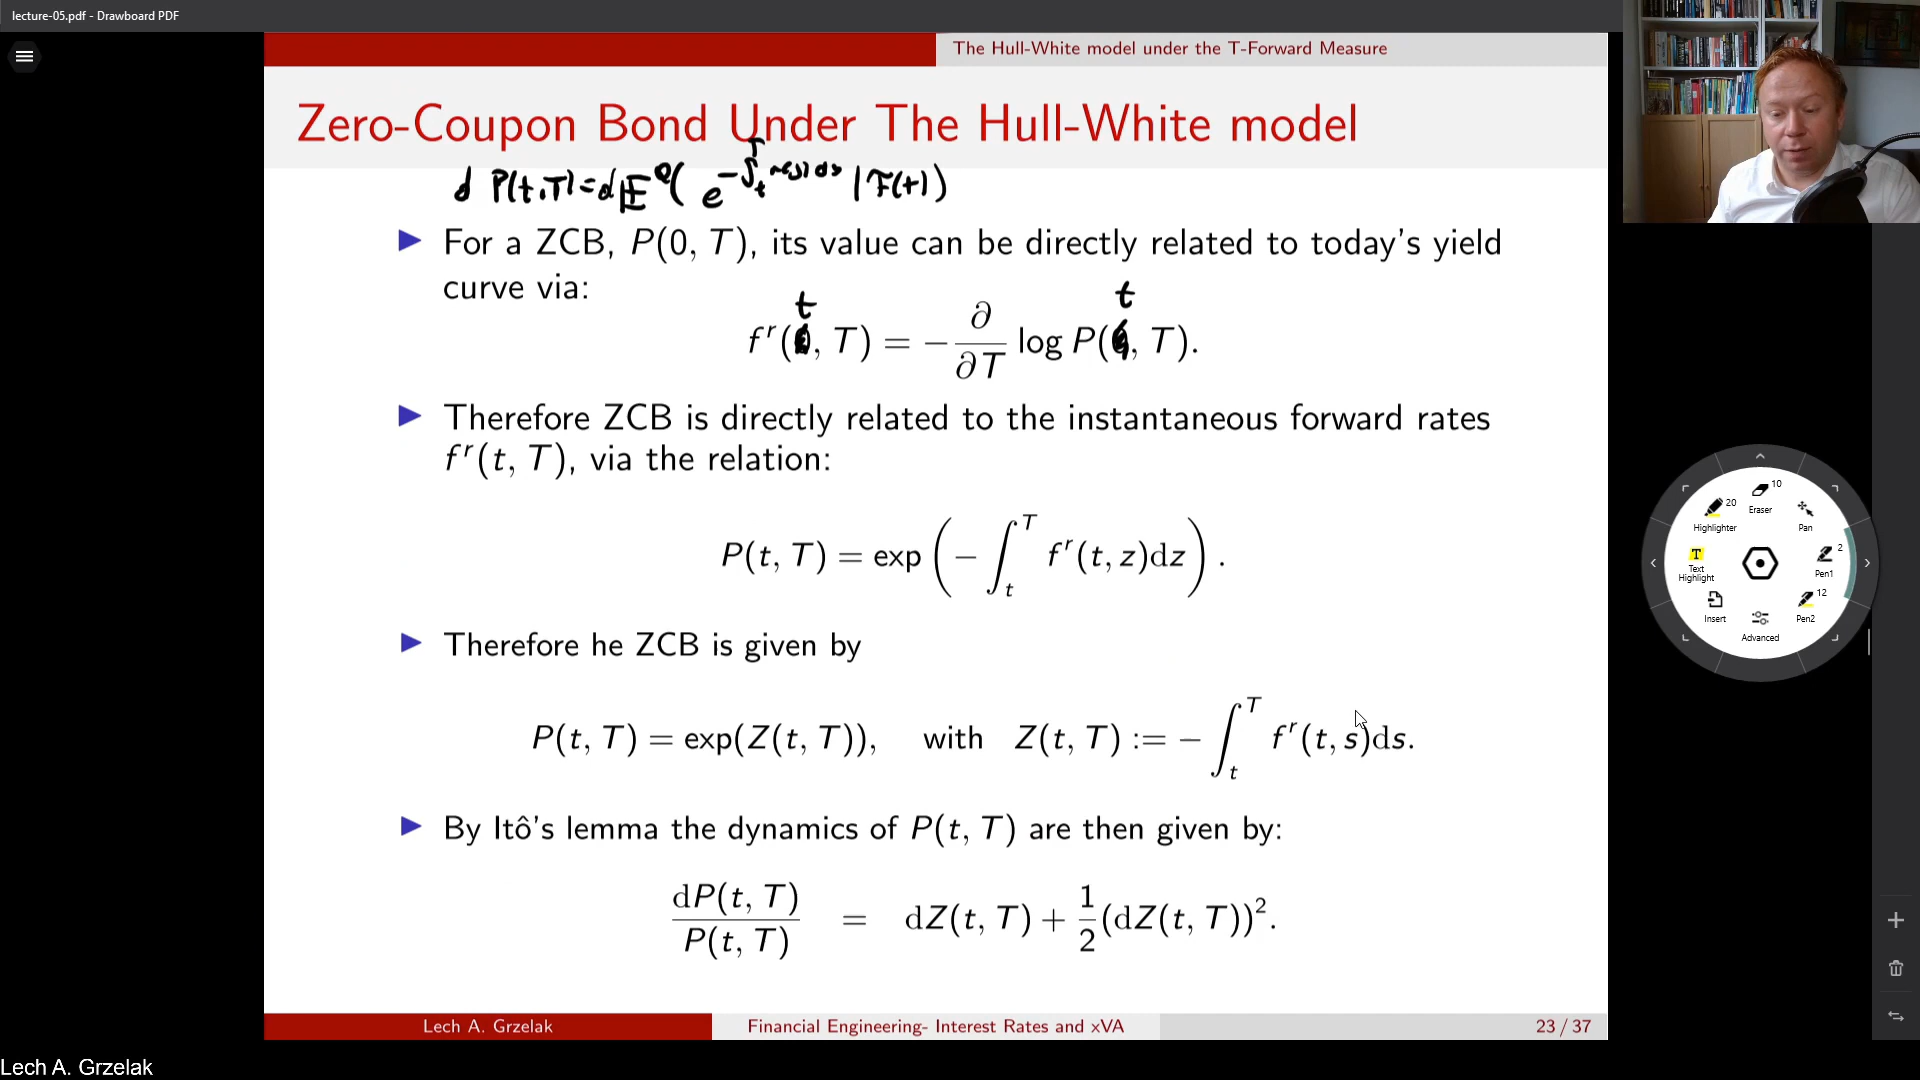 lecture-05.pdf - Drawboard PDF
The Hull-White model under the T-Forward Measure
Zero-Coupon Bond Under The Hull-White model
d P(t,T) = d𝔼^Q( e^{-∫_t^T r(s) ds} | F(t))
▶ For a ZCB, P(0, T), its value can be directly related to today's yield
curve via:
t t
f^r( , T) = − ∂/∂T log P( , T).
▶ Therefore ZCB is directly related to the instantaneous forward rates
f^r(t, T), via the relation:
P(t, T) = exp (− ∫_t^T f^r(t, z)dz) .
▶ Therefore he ZCB is given by
P(t, T) = exp(Z(t, T)), with Z(t, T) := − ∫_t^T f^r(t, s)ds.
▶ By Itô's lemma the dynamics of P(t, T) are then given by:
dP(t, T)/P(t, T) = dZ(t, T) + 1/2 (dZ(t, T))².
Lech A. Grzelak
Financial Engineering- Interest Rates and xVA
23 / 37
10
Eraser
20
Highlighter
Pan
T
Text
Highlight
2
Pen1
Insert
12
Pen2
Advanced
Lech A. Grzelak